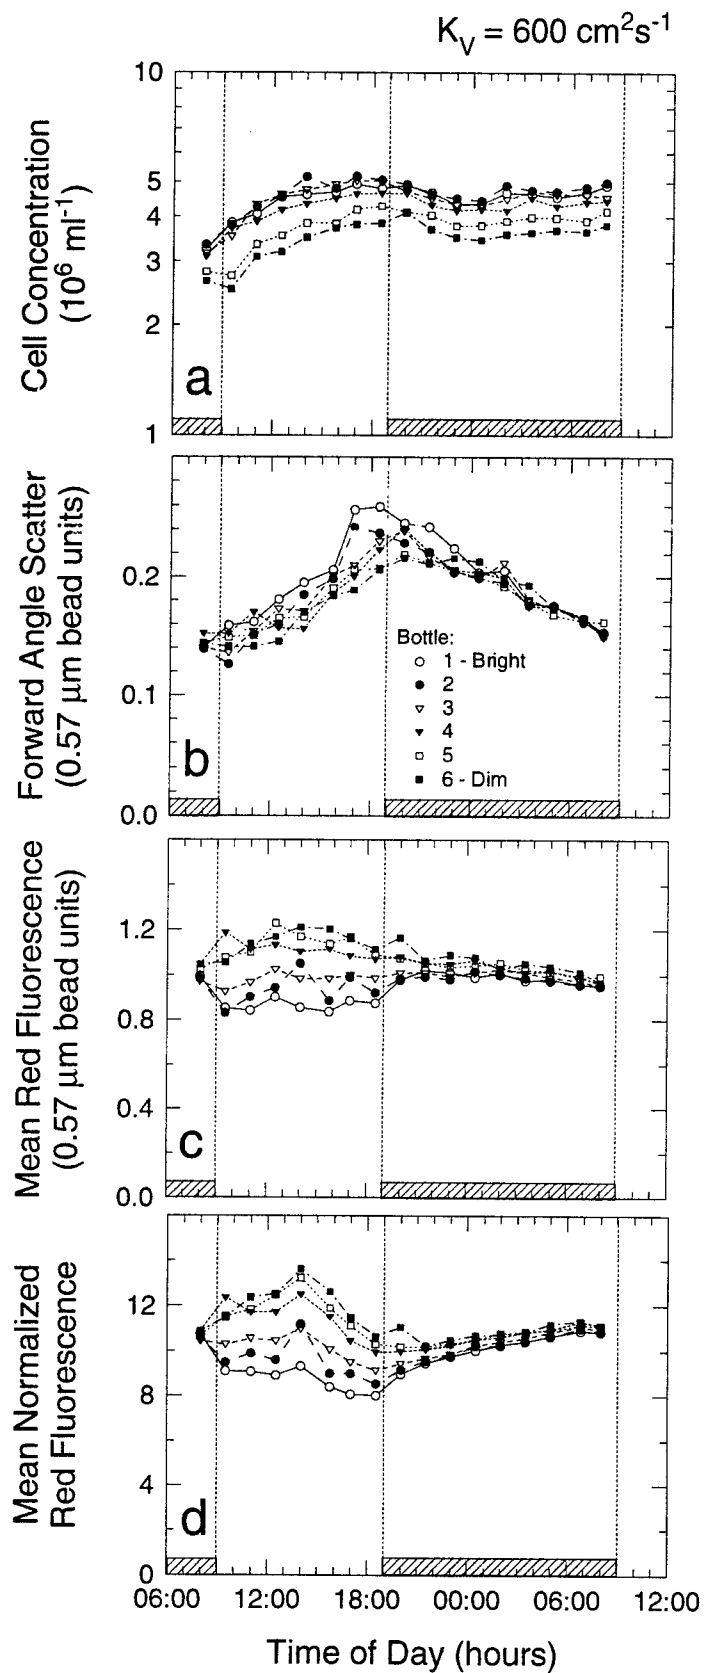 K_V = 600 cm²s⁻¹
Cell Concentration
(10⁶ ml⁻¹)
10
5
4
3
2
1
a
Forward Angle Scatter
(0.57 µm bead units)
0.2
0.1
0.0
b
Bottle:
1 - Bright
2
3
4
5
6 - Dim
Mean Red Fluorescence
(0.57 µm bead units)
1.2
0.8
0.4
0.0
c
Mean Normalized
Red Fluorescence
12
8
4
0
d
06:00 12:00 18:00 00:00 06:00 12:00
Time of Day (hours)